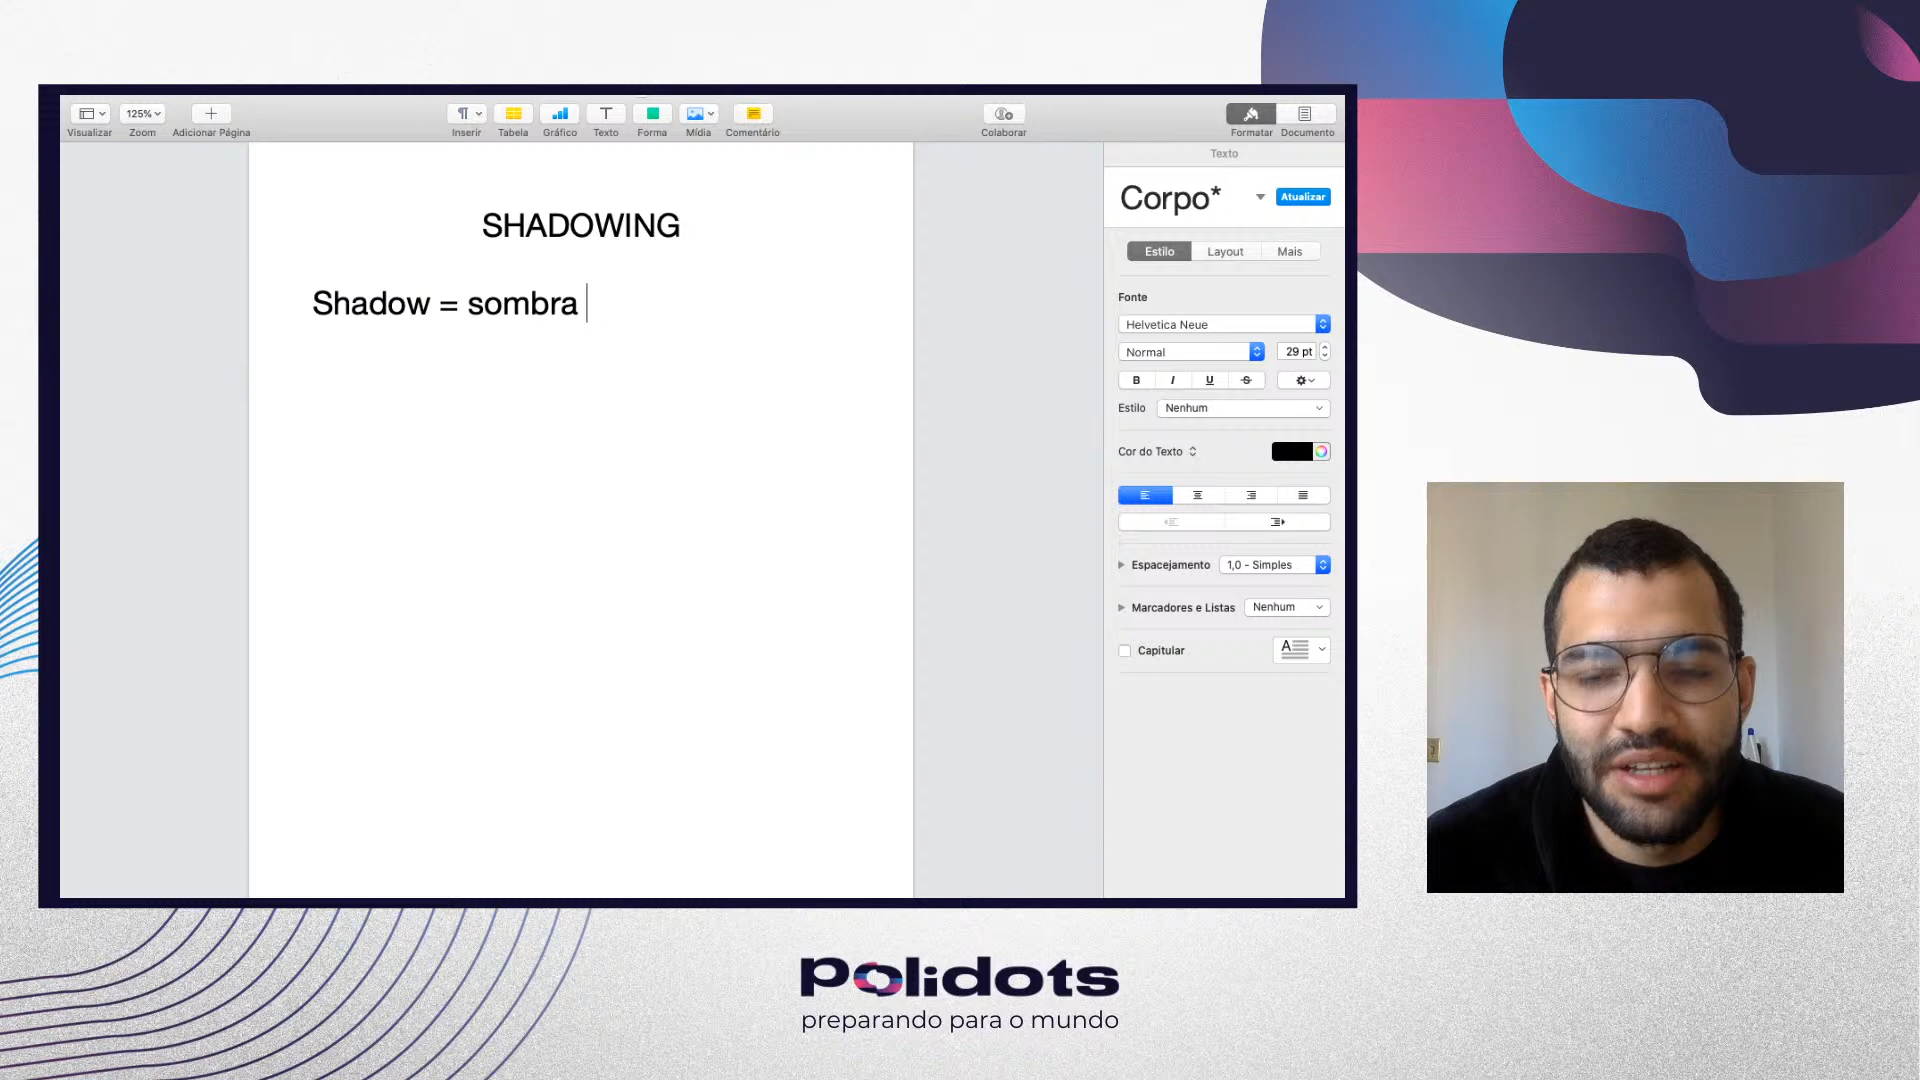 125%
Visualizar
Zoom
Adicionar Página
Inserir
Tabela
Gráfico
Texto
Forma
Mídia
Comentário
Colaborar
Formatar
Documento
Texto
SHADOWING
Shadow = sombra
Corpo*
Atualizar
Estilo
Layout
Mais
Fonte
Helvetica Neue
Normal
29 pt
B I U S
Estilo
Nenhum
Cor do Texto
Espacejamento
1,0 - Simples
Marcadores e Listas
Nenhum
Capitular
A
polidots
preparando para o mundo